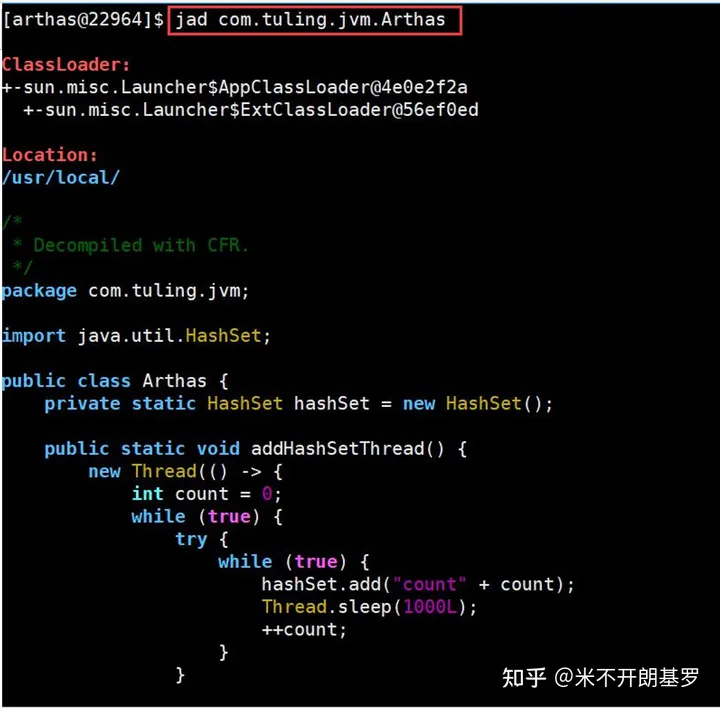 [arthas@22964]$ jad com.tuling.jvm.Arthas
ClassLoader:
+-sun.misc.Launcher$AppClassLoader@4e0e2f2a
  +-sun.misc.Launcher$ExtClassLoader@56ef0ed
Location:
/usr/local/
/*
 * Decompiled with CFR.
 */
package com.tuling.jvm;
import java.util.HashSet;
public class Arthas {
    private static HashSet hashSet = new HashSet();
    public static void addHashSetThread() {
        new Thread(() -> {
            int count = 0;
            while (true) {
                try {
                    while (true) {
                        hashSet.add("count" + count);
                        Thread.sleep(1000L);
                        ++count;
                    }
                }
知乎 @米不开朗基罗